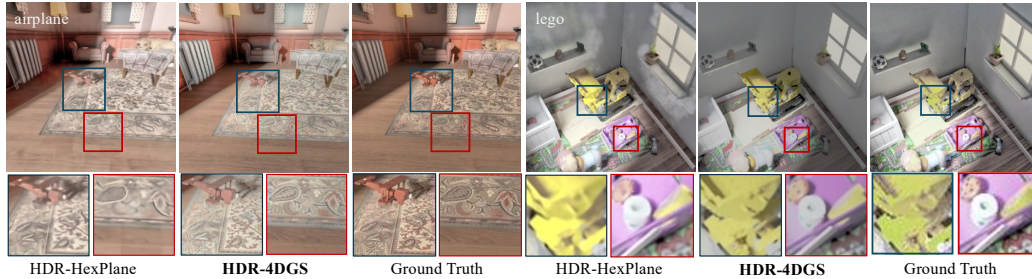 airplane
lego
HDR-HexPlane
HDR-4DGS
Ground Truth
HDR-HexPlane
HDR-4DGS
Ground Truth